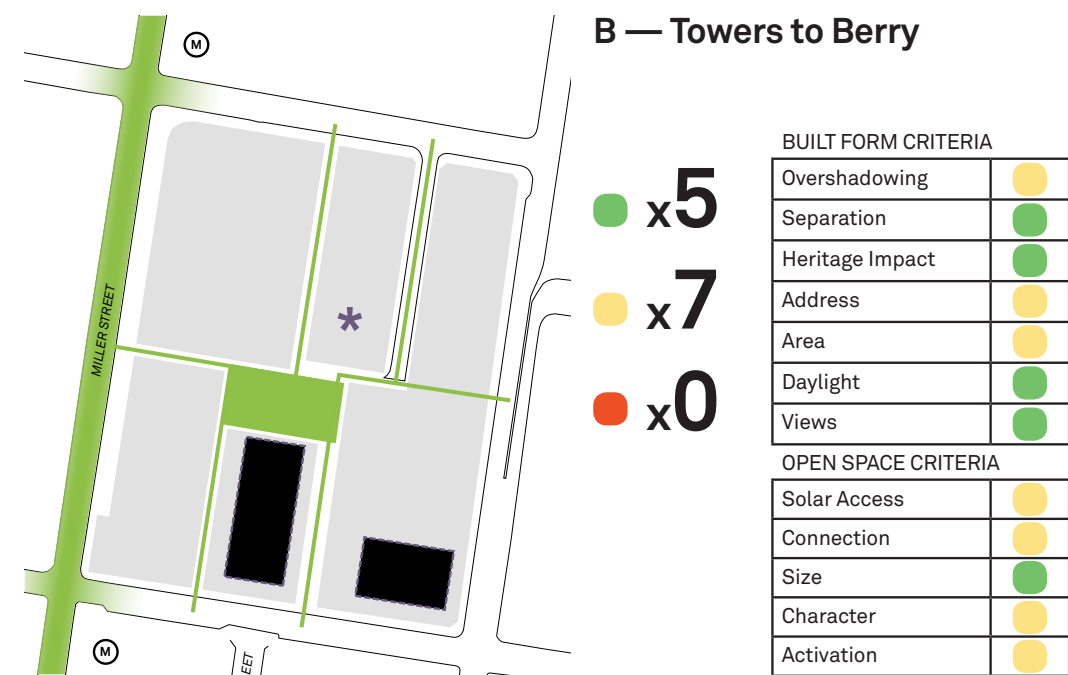 B — Towers to Berry
M
MILLER STREET
*
M
EET
x5
x7
x0
BUILT FORM CRITERIA
Overshadowing
Separation
Heritage Impact
Address
Area
Daylight
Views
OPEN SPACE CRITERIA
Solar Access
Connection
Size
Character
Activation